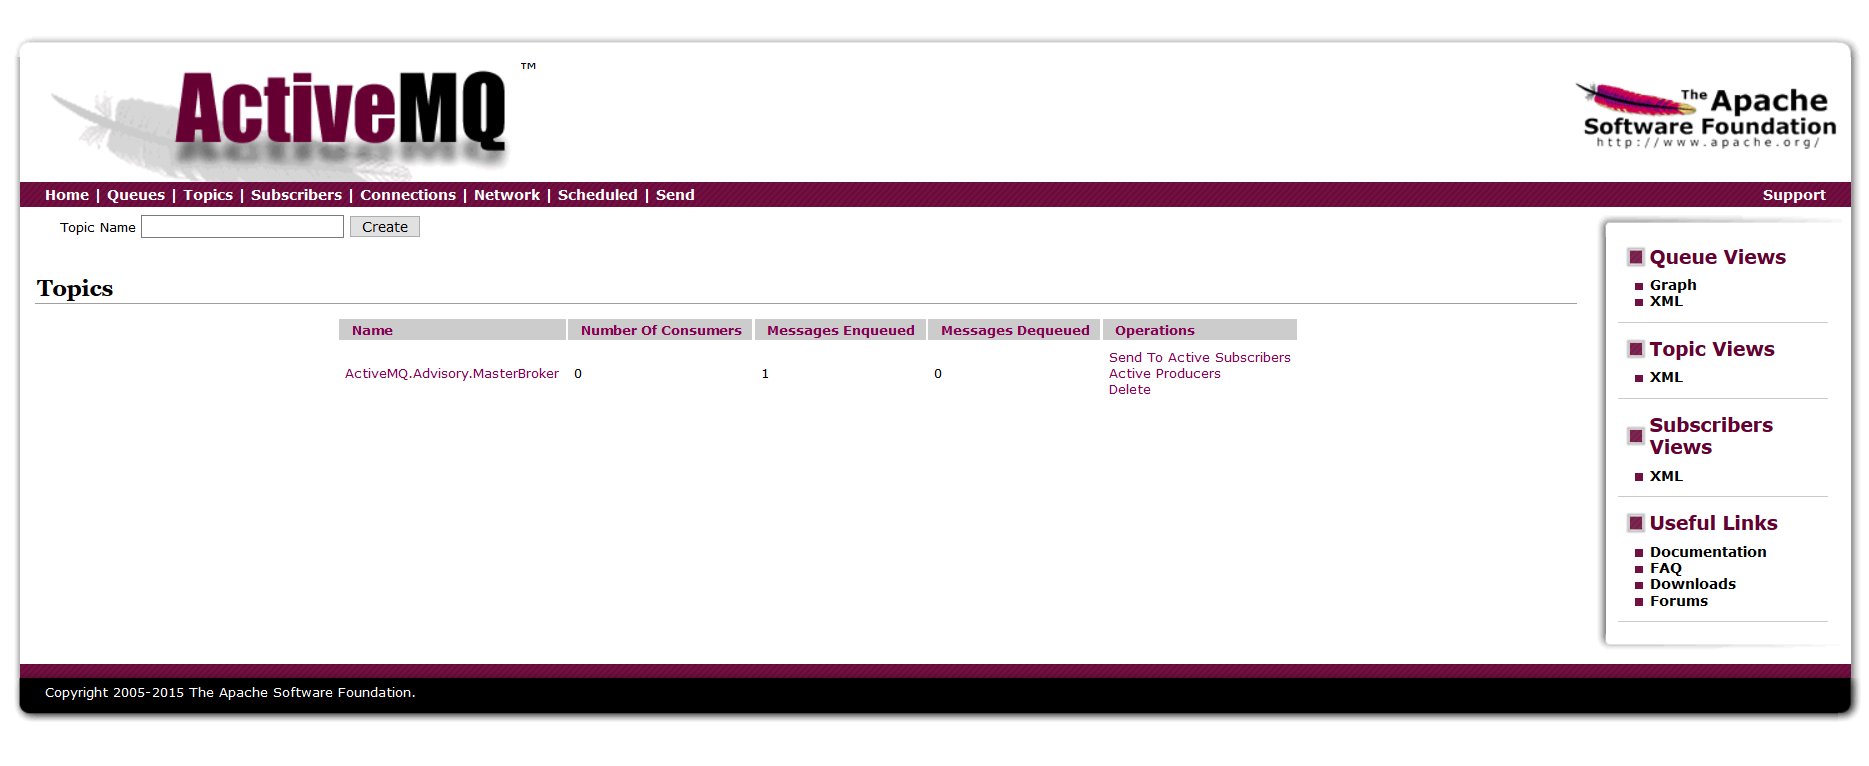 ActiveMQ ™
The Apache
Software Foundation
http://www.apache.org/
Home | Queues | Topics | Subscribers | Connections | Network | Scheduled | Send
Support
Topic Name Create
Topics
Name Number Of Consumers Messages Enqueued Messages Dequeued Operations
ActiveMQ.Advisory.MasterBroker 0 1 0
Send To Active Subscribers
Active Producers
Delete
Queue Views
Graph
XML
Topic Views
XML
Subscribers
Views
XML
Useful Links
Documentation
FAQ
Downloads
Forums
Copyright 2005-2015 The Apache Software Foundation.